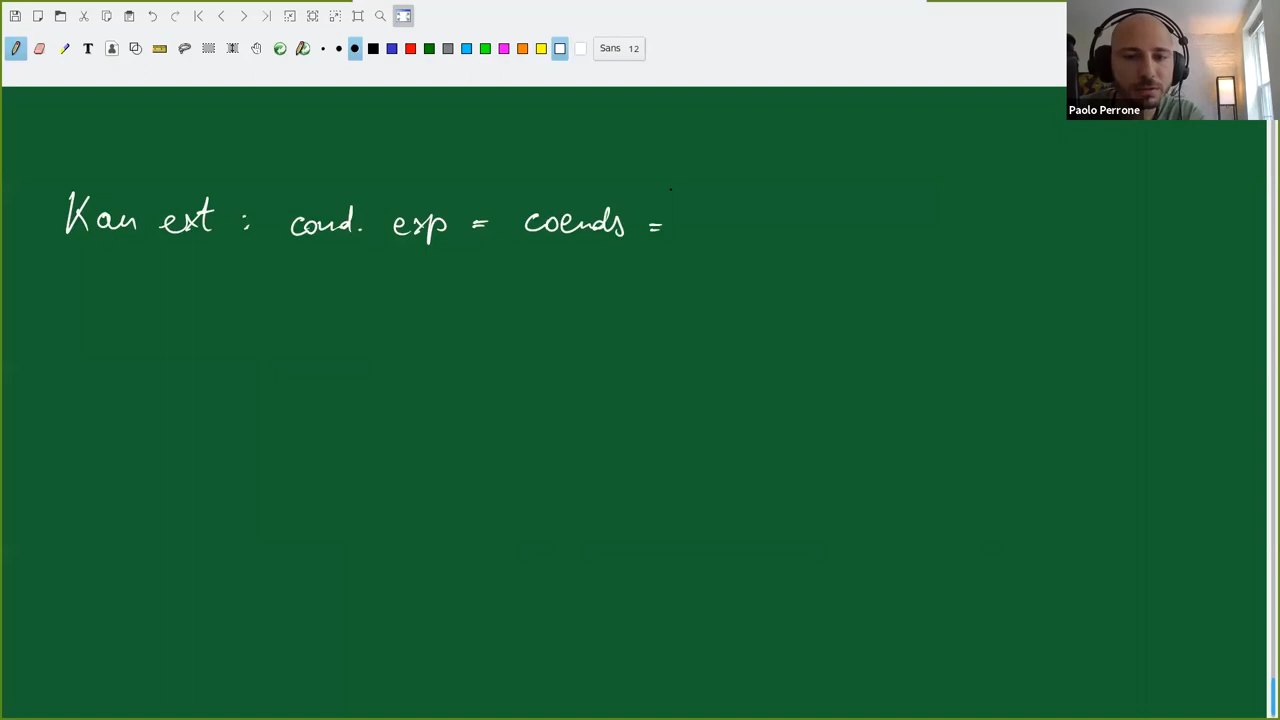 Sans 12
Paolo Perrone
Kan ext : cond. exp = coends =